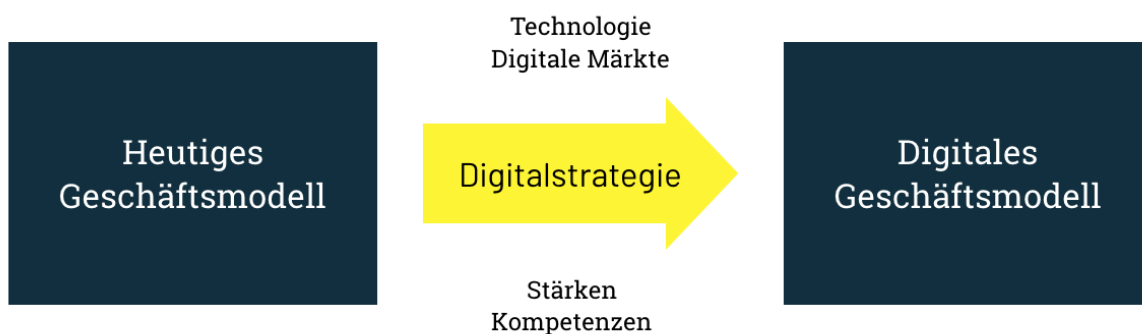 Technologie
Digitale Märkte
Heutiges
Geschäftsmodell
Digitalstrategie
Digitales
Geschäftsmodell
Stärken
Kompetenzen